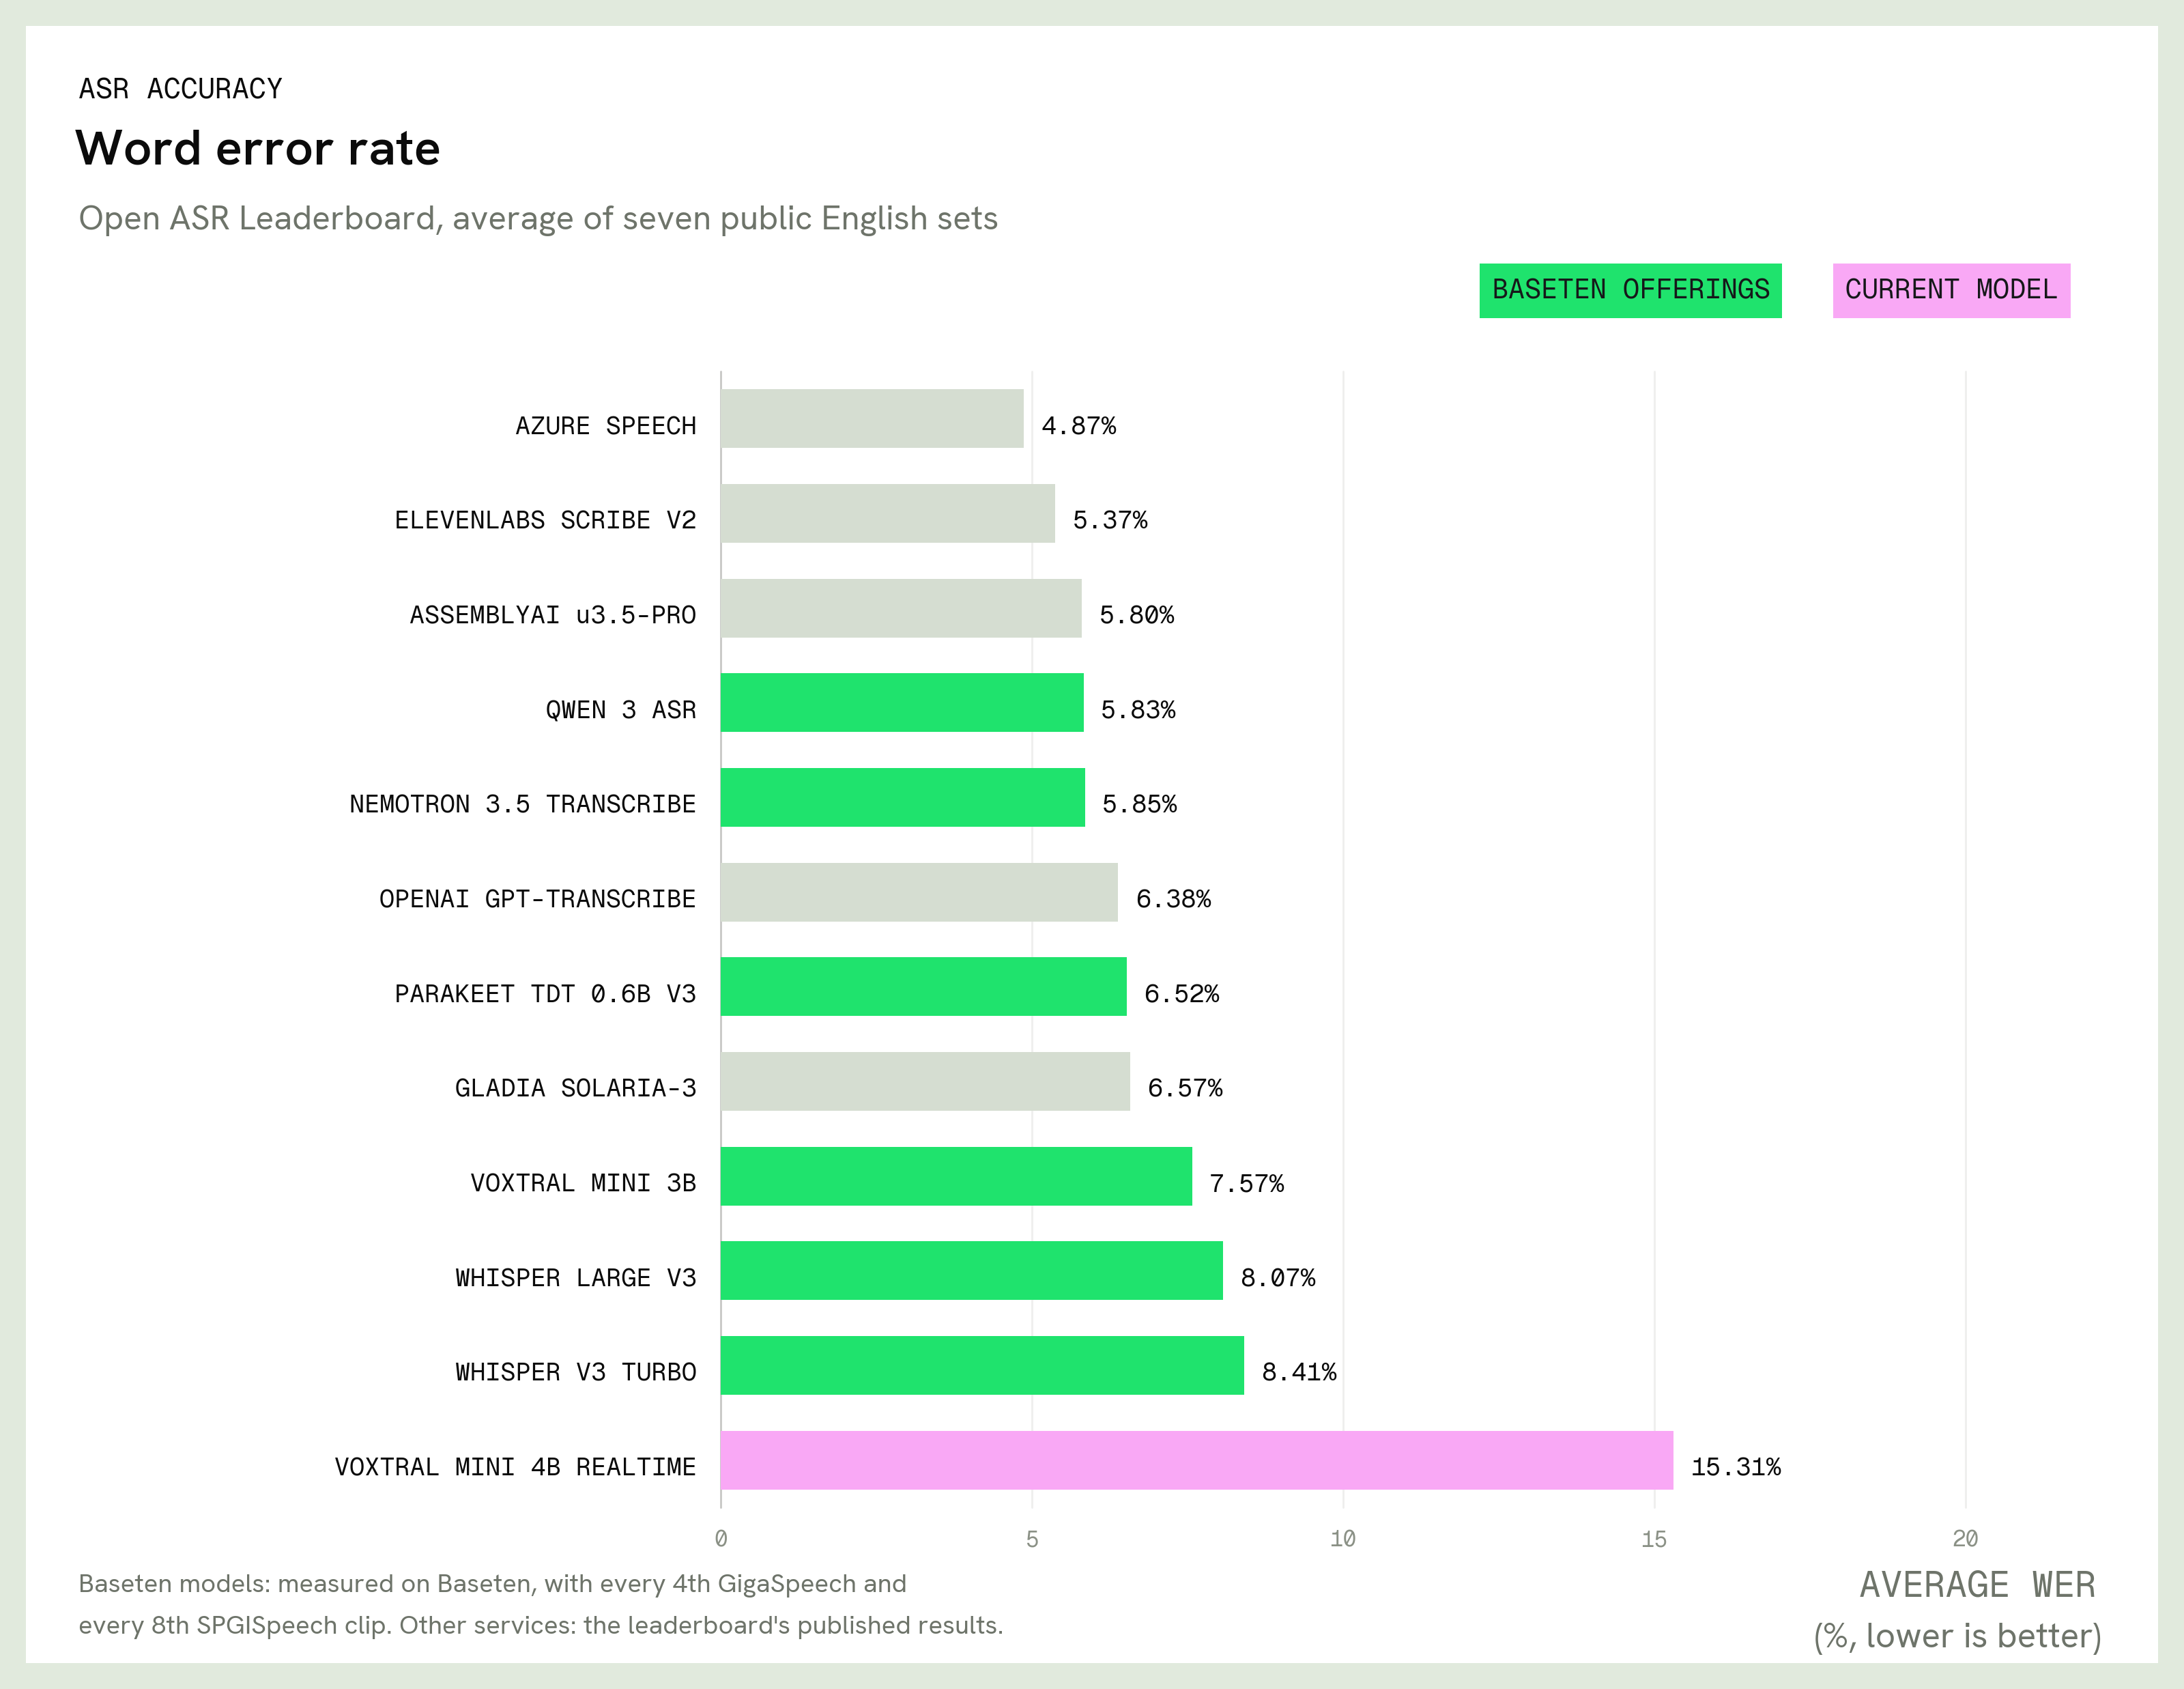 ASR ACCURACY
Word error rate
Open ASR Leaderboard, average of seven public English sets
BASETEN OFFERINGS
CURRENT MODEL
AZURE SPEECH 4.87%
ELEVENLABS SCRIBE V2 5.37%
ASSEMBLYAI u3.5-PRO 5.80%
QWEN 3 ASR 5.83%
NEMOTRON 3.5 TRANSCRIBE 5.85%
OPENAI GPT-TRANSCRIBE 6.38%
PARAKEET TDT 0.6B V3 6.52%
GLADIA SOLARIA-3 6.57%
VOXTRAL MINI 3B 7.57%
WHISPER LARGE V3 8.07%
WHISPER V3 TURBO 8.41%
VOXTRAL MINI 4B REALTIME 15.31%
0 5 10 15 20
Baseten models: measured on Baseten, with every 4th GigaSpeech and
every 8th SPGISpeech clip. Other services: the leaderboard's published results.
AVERAGE WER
(%, lower is better)